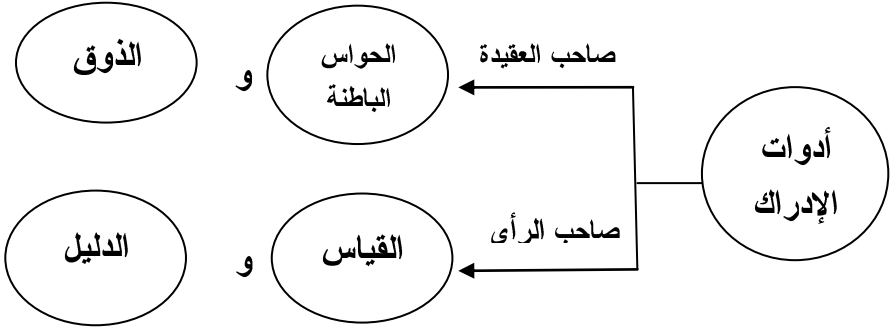 أدوات
الإدراك
صاحب العقيدة
الحواس
الباطنة
و
الذوق
صاحب الرأى
القياس
و
الدليل